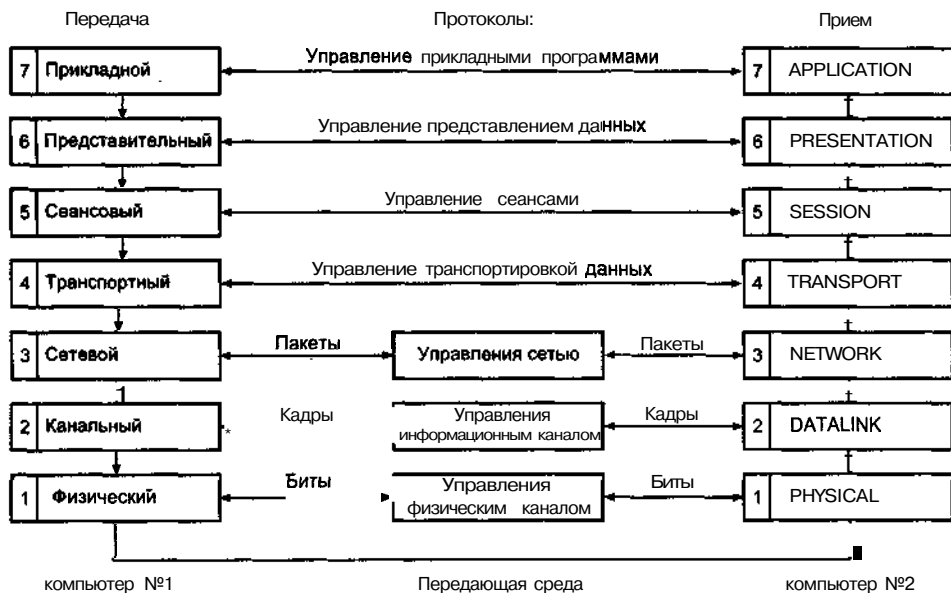 Передача Протоколы: Прием
7 Прикладной Управление прикладными программами 7 APPLICATION
6 Представительный Управление представлением данных 6 PRESENTATION
5 Свансовый Управление сеансами 5 SESSION
4 Транспортный Управление транспортировкой данных 4 TRANSPORT
3 Сетевой Пакеты Управления сетью Пакеты 3 NETWORK
2 Канальный Кадры Управления информационным каналом Кадры 2 DATALINK
1 Физический Биты Управления физическим каналом Биты 1 PHYSICAL
компьютер №1 Передающая среда компьютер №2